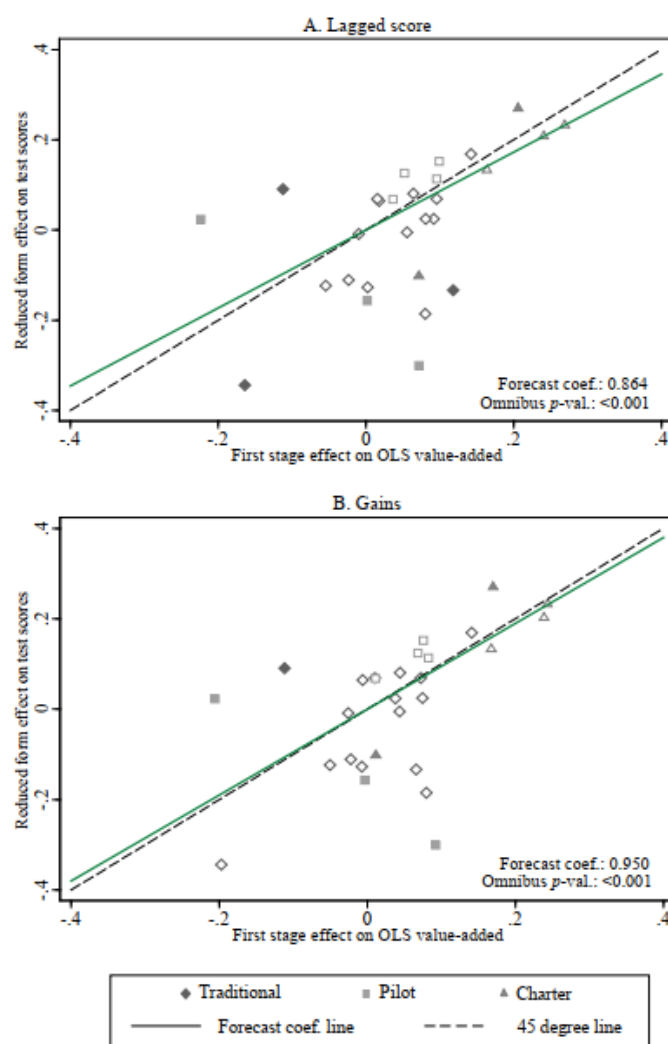 A. Lagged score
Reduced form effect on test scores
.4
.2
0
-.2
-.4
Forecast coef.: 0.864
Omnibus p-val.: <0.001
-.4 -.2 0 .2 .4
First stage effect on OLS value-added
B. Gains
Reduced form effect on test scores
.4
.2
0
-.2
-.4
Forecast coef.: 0.950
Omnibus p-val.: <0.001
-.4 -.2 0 .2 .4
First stage effect on OLS value-added
Traditional Pilot Charter
Forecast coef. line 45 degree line